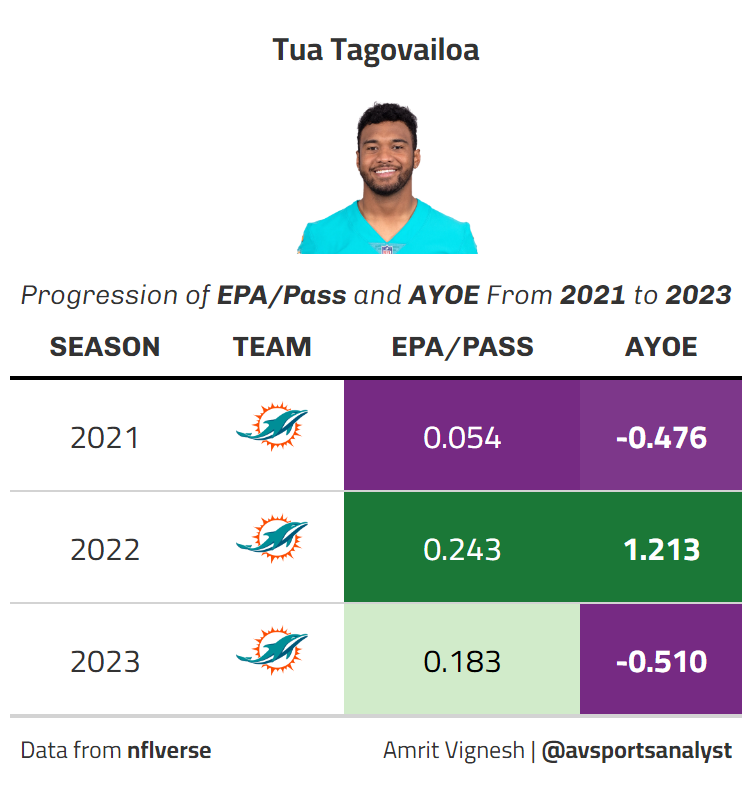 Tua Tagovailoa
Progression of EPA/Pass and AYOE From 2021 to 2023
SEASON TEAM EPA/PASS AYOE
2021 0.054 -0.476
2022 0.243 1.213
2023 0.183 -0.510
Data from nflverse Amrit Vignesh | @avsportsanalyst